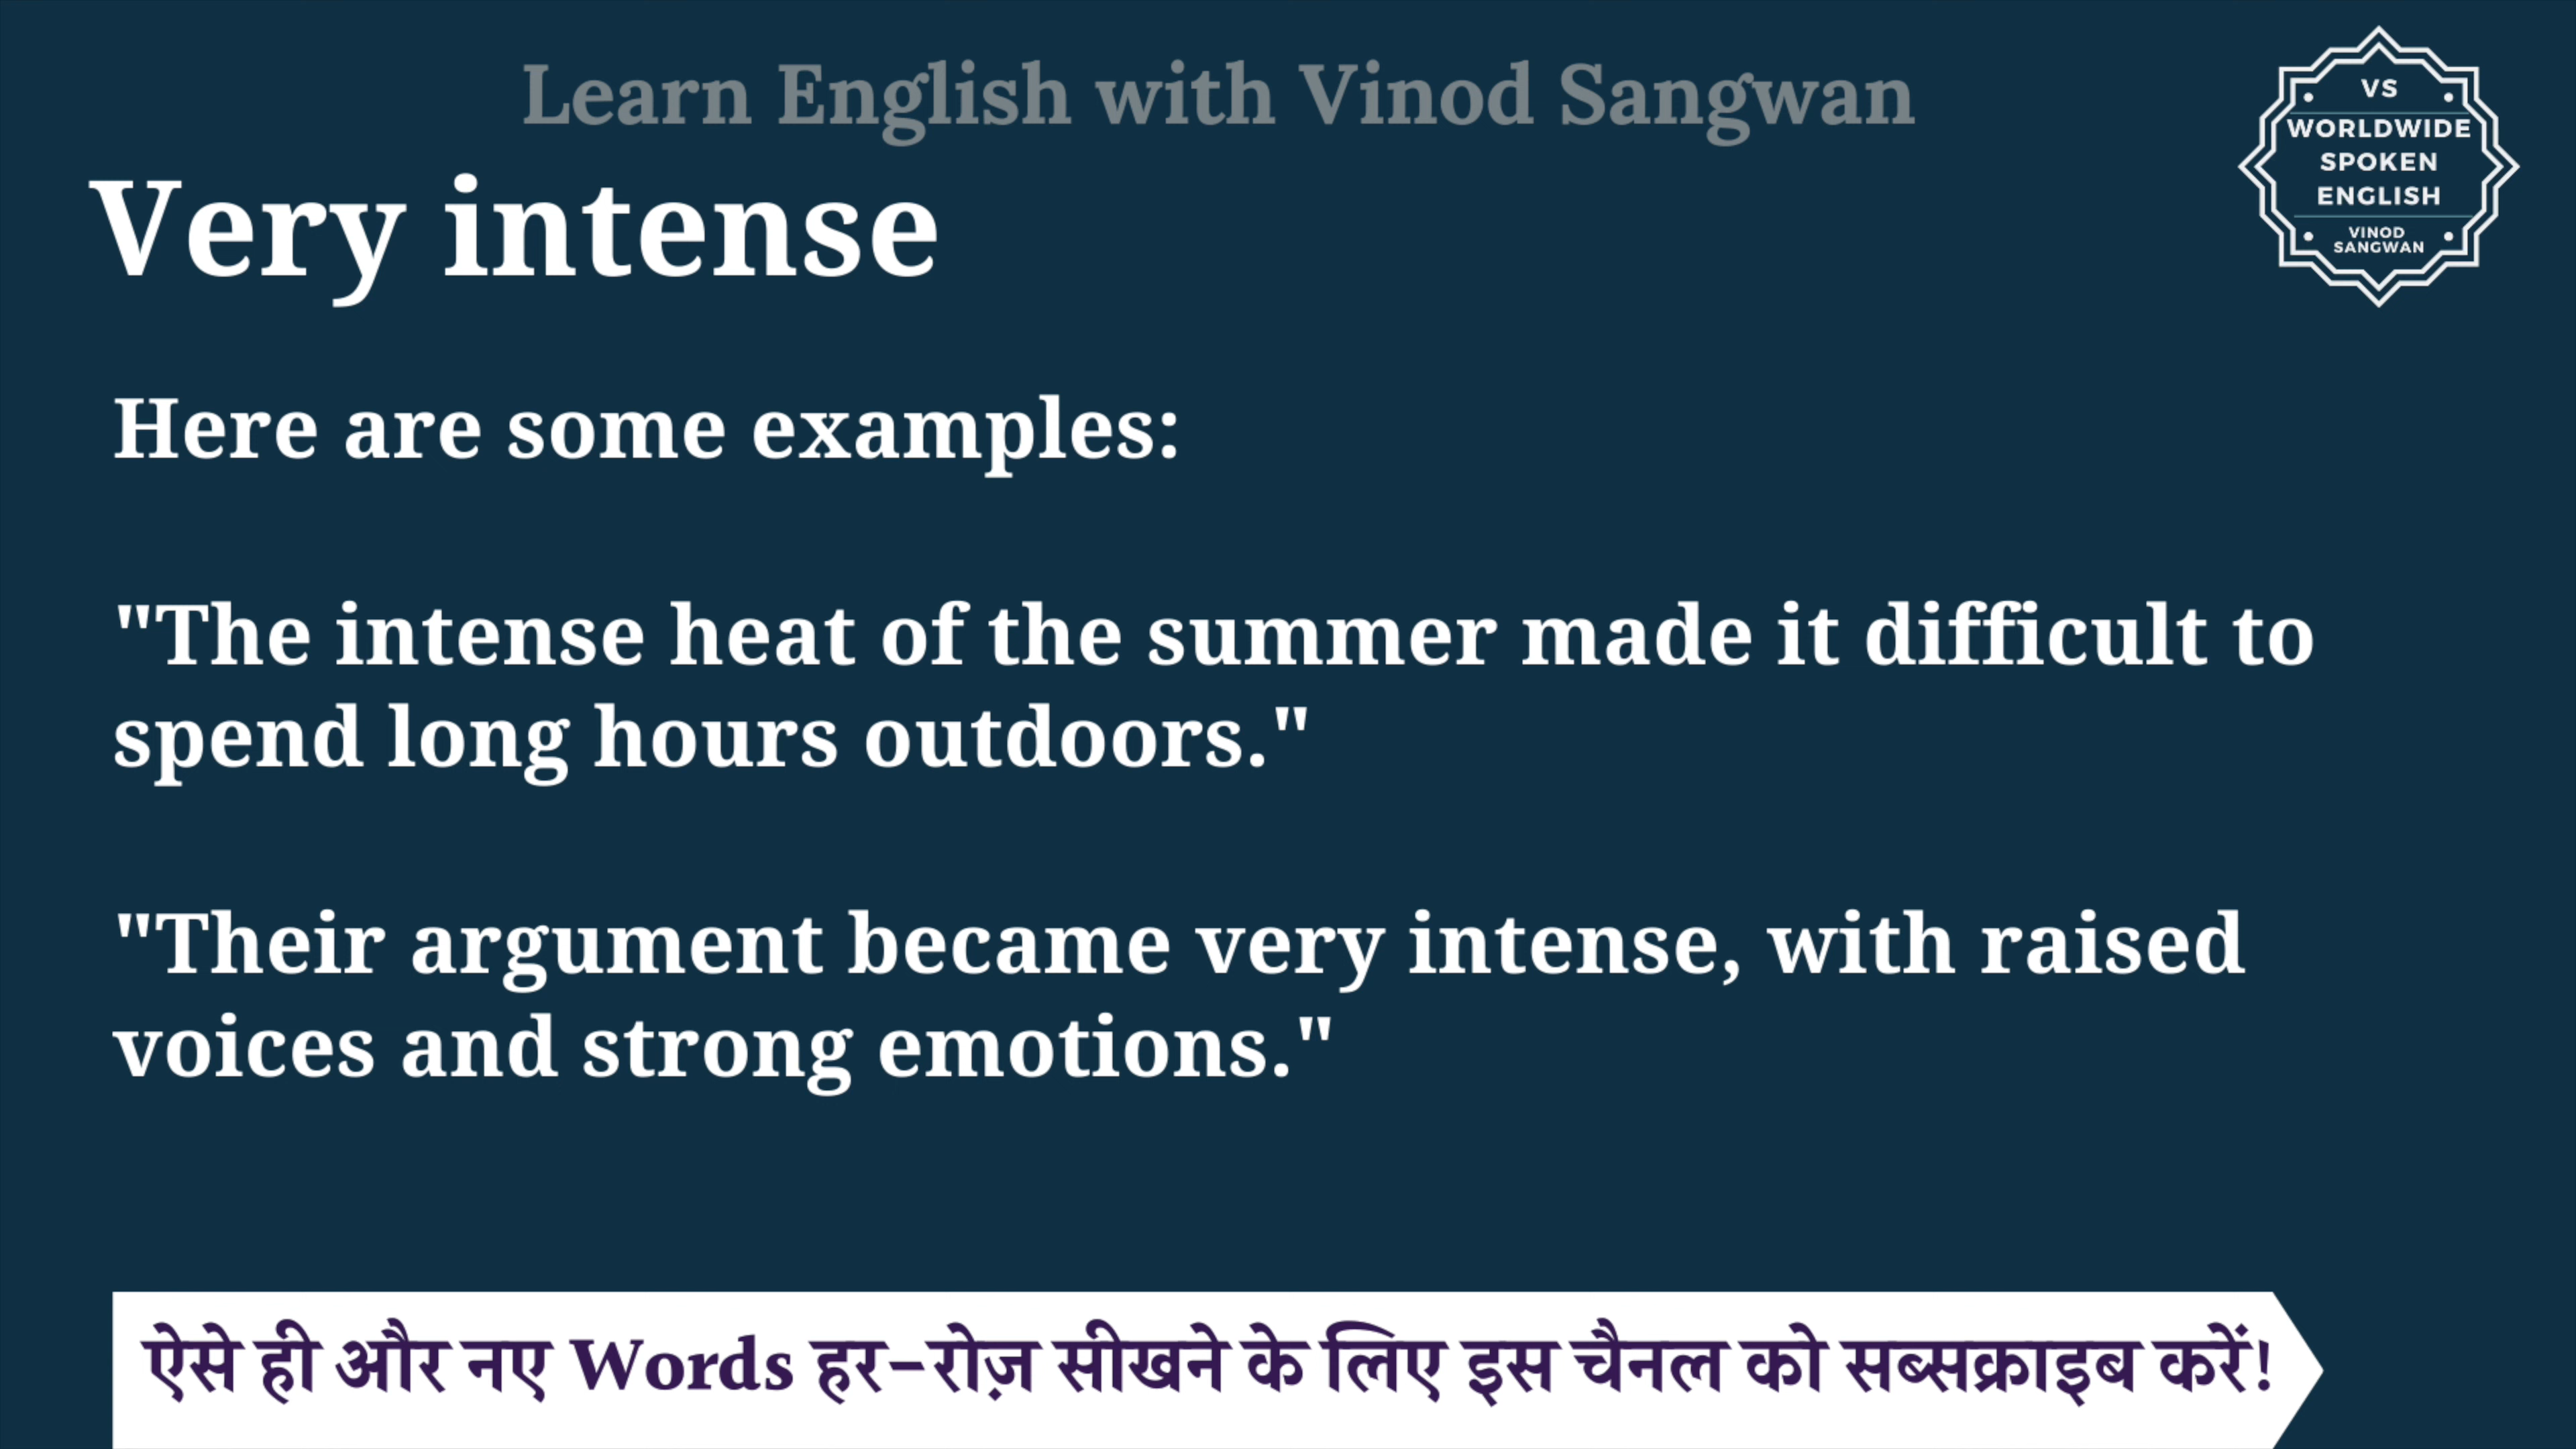 Learn English with Vinod Sangwan
VS
WORLDWIDE
SPOKEN
ENGLISH
VINOD
SANGWAN
Very intense
Here are some examples:
"The intense heat of the summer made it difficult to
spend long hours outdoors."
"Their argument became very intense, with raised
voices and strong emotions."
ऐसे ही और नए Words हर-रोज़ सीखने के लिए इस चैनल को सब्सक्राइब करें!